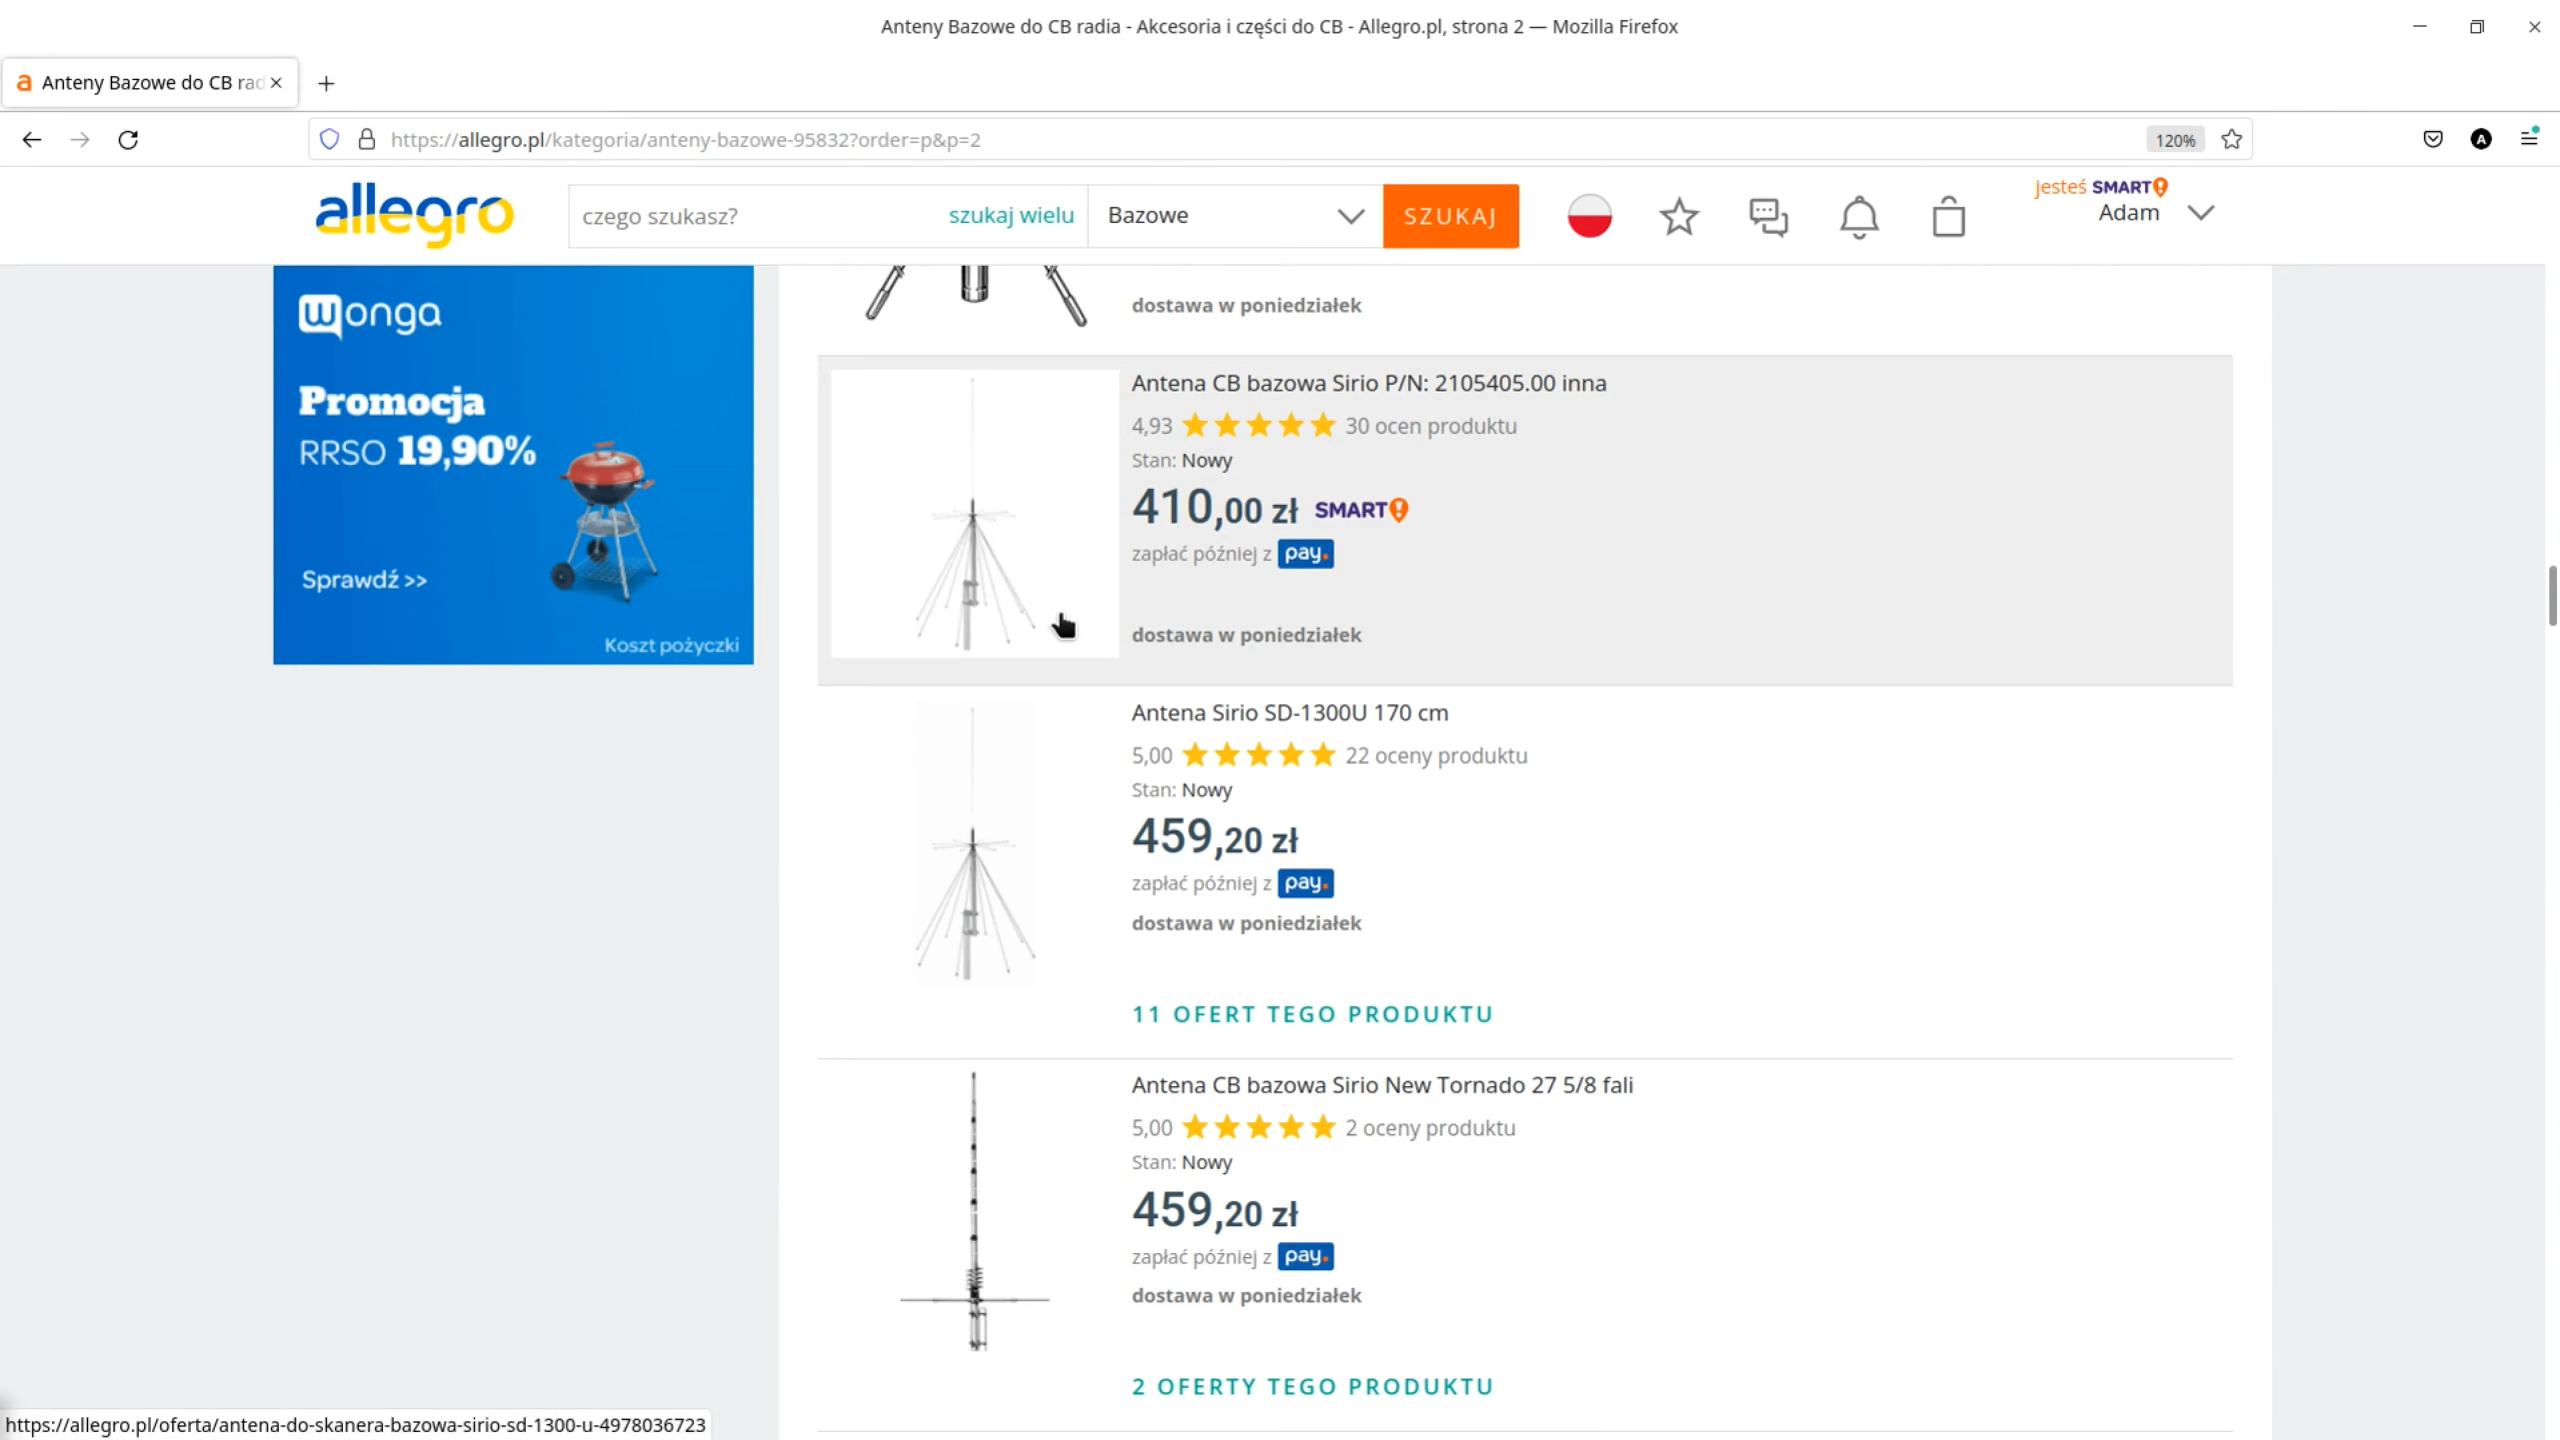 Anteny Bazowe do CB radia - Akcesoria i części do CB - Allegro.pl, strona 2 — Mozilla Firefox
a Anteny Bazowe do CB rad
https://allegro.pl/kategoria/anteny-bazowe-95832?order=p&p=2
120%
A
allegro
czego szukasz?
szukaj wielu
Bazowe
SZUKAJ
jesteś SMART!
Adam
wonga
Promocja
RRSO 19,90%
Sprawdź >>
Koszt pożyczki
dostawa w poniedziałek
Antena CB bazowa Sirio P/N: 2105405.00 inna
4,93 30 ocen produktu
Stan: Nowy
410,00 zł SMART!
zapłać później z pay.
dostawa w poniedziałek
Antena Sirio SD-1300U 170 cm
5,00 22 oceny produktu
Stan: Nowy
459,20 zł
zapłać później z pay.
dostawa w poniedziałek
11 OFERT TEGO PRODUKTU
Antena CB bazowa Sirio New Tornado 27 5/8 fali
5,00 2 oceny produktu
Stan: Nowy
459,20 zł
zapłać później z pay.
dostawa w poniedziałek
2 OFERTY TEGO PRODUKTU
https://allegro.pl/oferta/antena-do-skanera-bazowa-sirio-sd-1300-u-4978036723